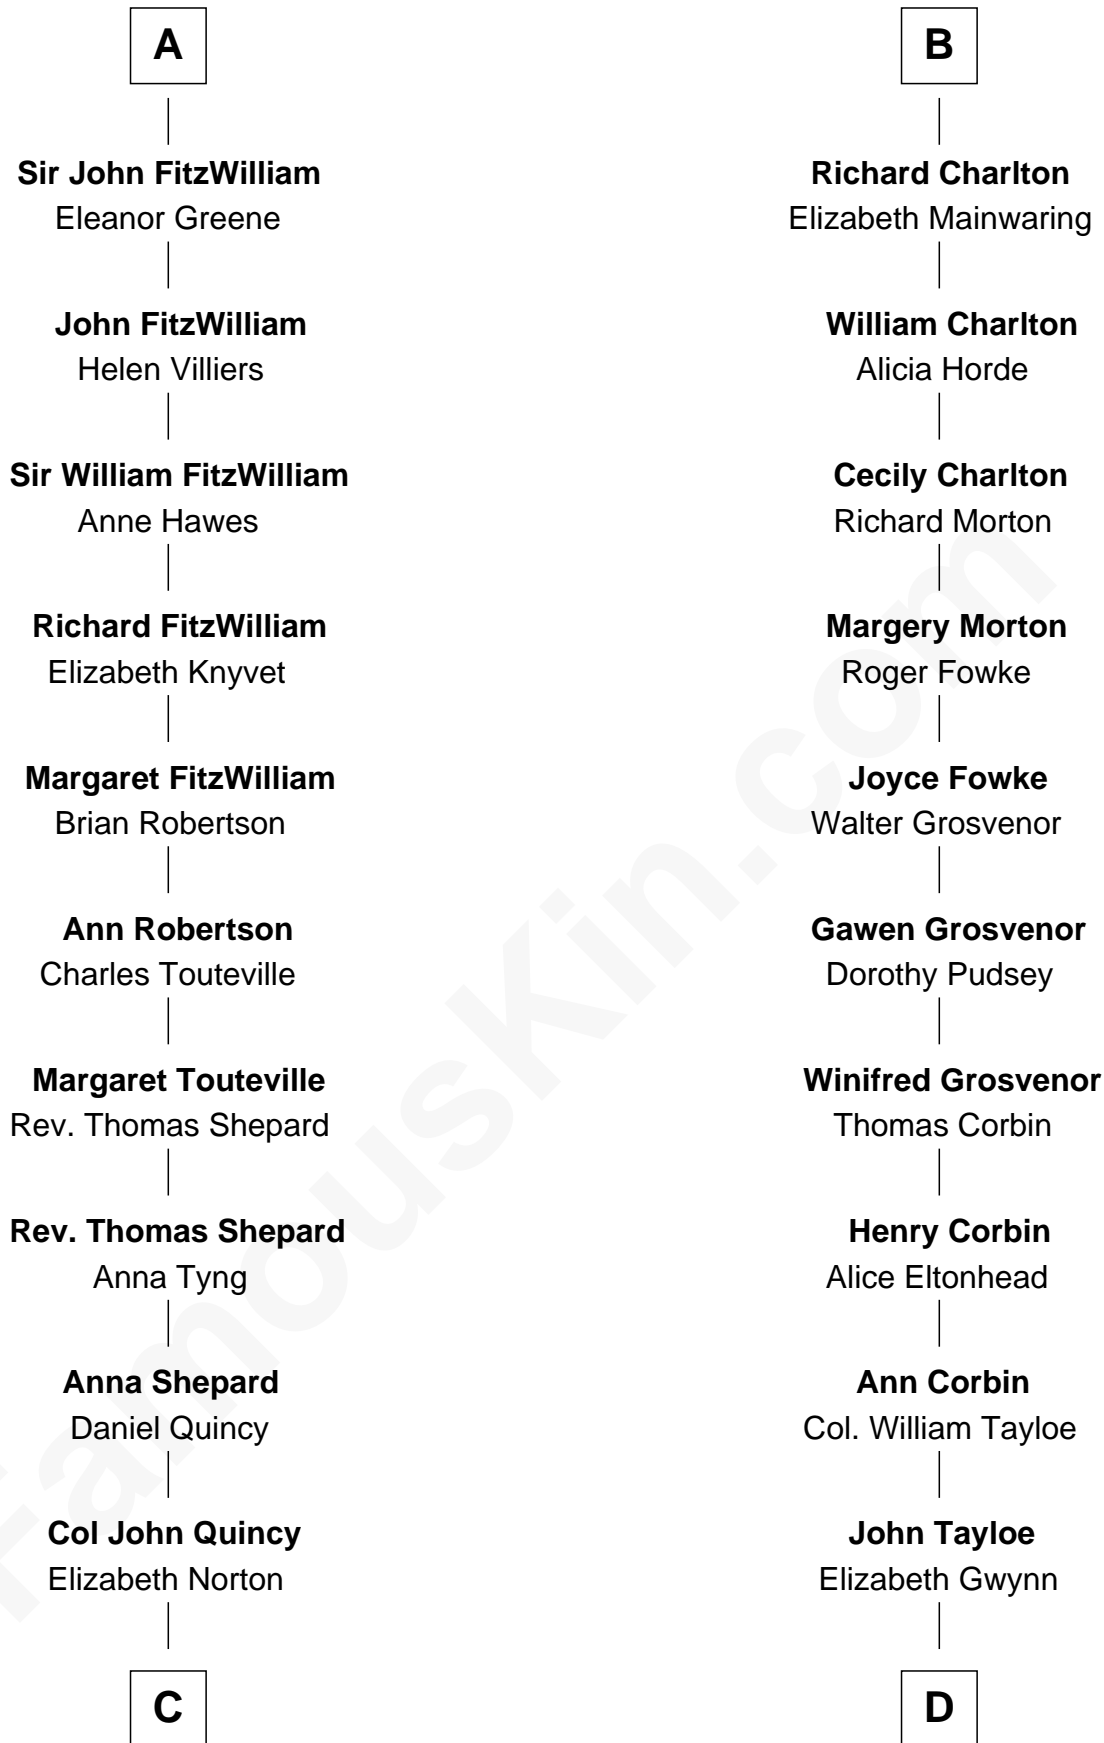 A
Sir John FitzWilliam
Eleanor Greene
John FitzWilliam
Helen Villiers
Sir William FitzWilliam
Anne Hawes
Richard FitzWilliam
Elizabeth Knyvet
Margaret FitzWilliam
Brian Robertson
Ann Robertson
Charles Touteville
Margaret Touteville
Rev. Thomas Shepard
Rev. Thomas Shepard
Anna Tyng
Anna Shepard
Daniel Quincy
Col John Quincy
Elizabeth Norton
C
B
Richard Charlton
Elizabeth Mainwaring
William Charlton
Alicia Horde
Cecily Charlton
Richard Morton
Margery Morton
Roger Fowke
Joyce Fowke
Walter Grosvenor
Gawen Grosvenor
Dorothy Pudsey
Winifred Grosvenor
Thomas Corbin
Henry Corbin
Alice Eltonhead
Ann Corbin
Col. William Tayloe
John Tayloe
Elizabeth Gwynn
D
FamousKin.com